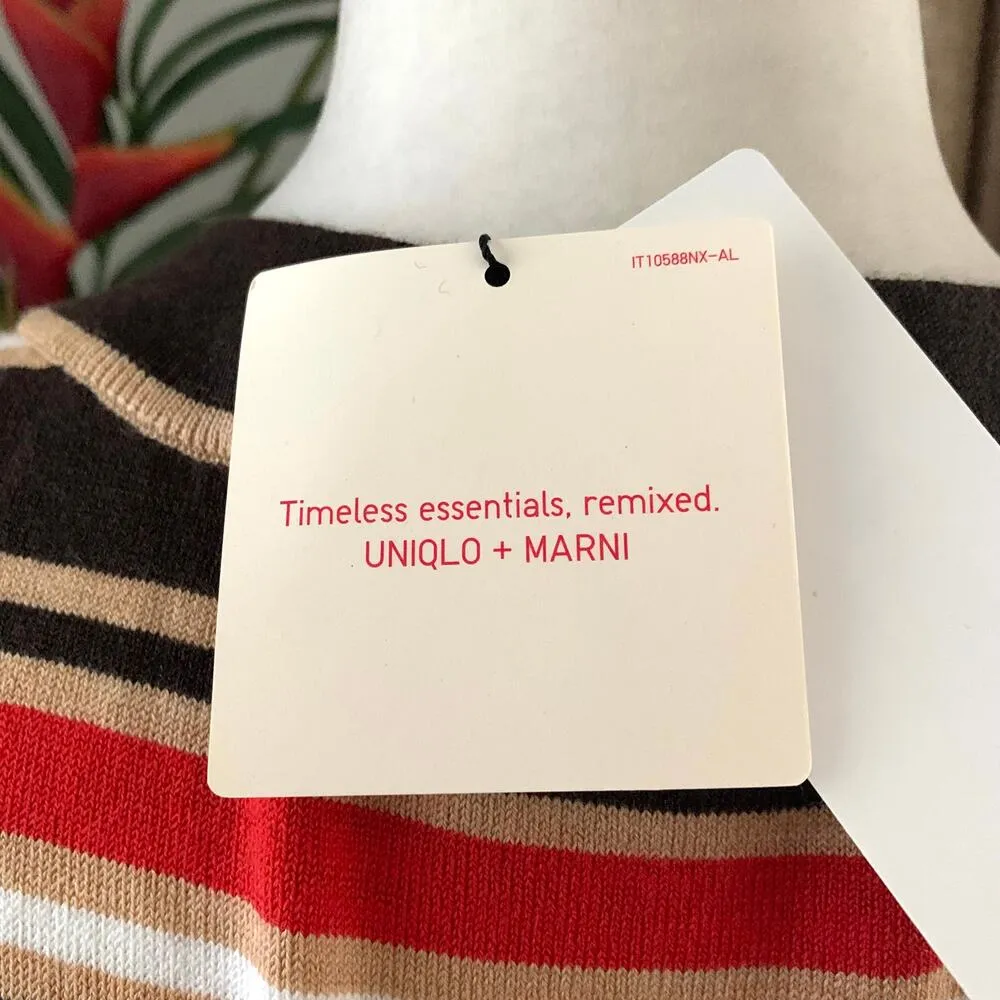 IT10588NX-AL
Timeless essentials, remixed.
UNIQLO + MARNI